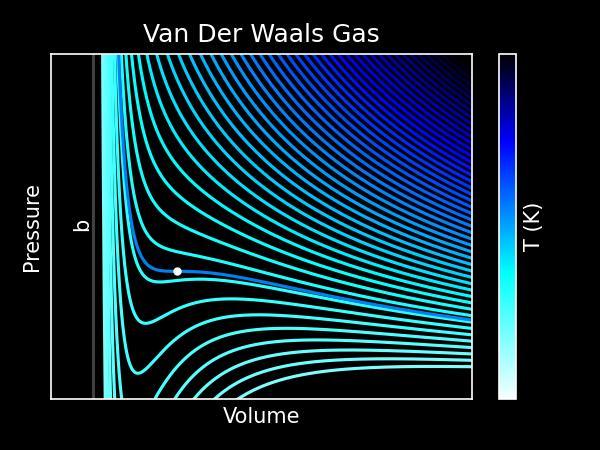 Van Der Waals Gas
Pressure
b
Volume
T (K)